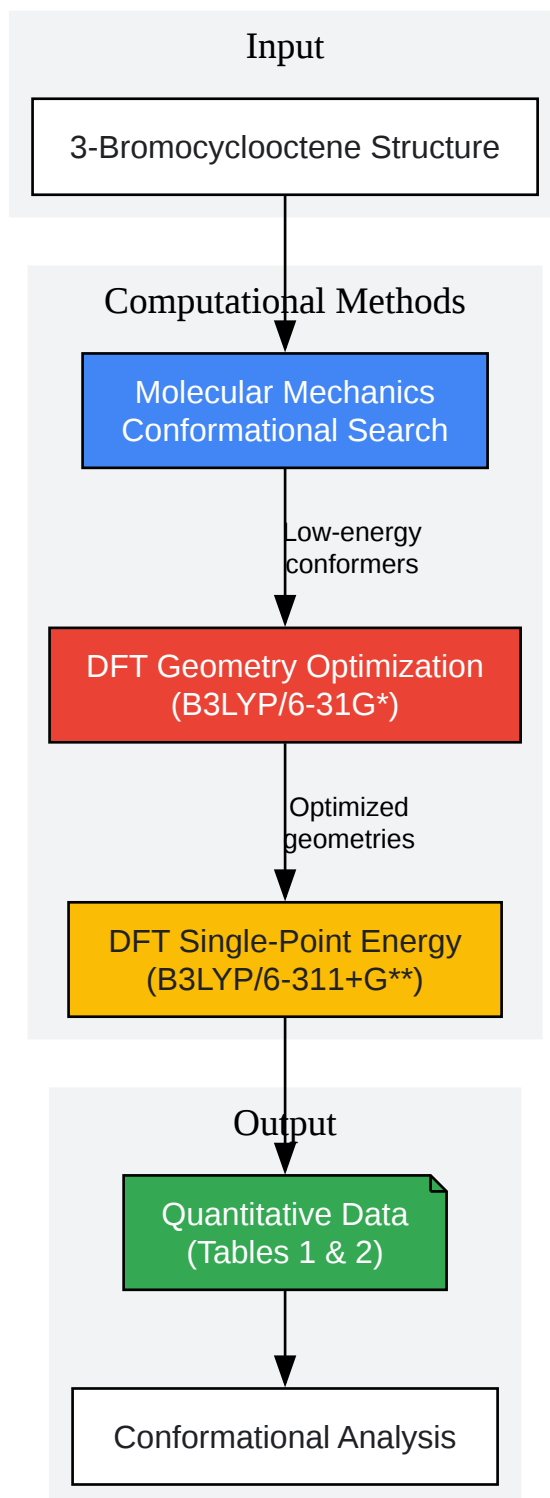 Input
3-Bromocyclooctene Structure
Computational Methods
Molecular Mechanics
Conformational Search
Low-energy
conformers
DFT Geometry Optimization
(B3LYP/6-31G*)
Optimized
geometries
DFT Single-Point Energy
(B3LYP/6-311+G**)
Output
Quantitative Data
(Tables 1 & 2)
Conformational Analysis